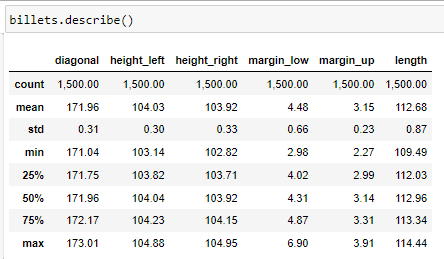 billets.describe()
diagonal height_left height_right margin_low margin_up length
count 1,500.00 1,500.00 1,500.00 1,500.00 1,500.00 1,500.00
mean 171.96 104.03 103.92 4.48 3.15 112.68
std 0.31 0.30 0.33 0.66 0.23 0.87
min 171.04 103.14 102.82 2.98 2.27 109.49
25% 171.75 103.82 103.71 4.02 2.99 112.03
50% 171.96 104.04 103.92 4.31 3.14 112.96
75% 172.17 104.23 104.15 4.87 3.31 113.34
max 173.01 104.88 104.95 6.90 3.91 114.44